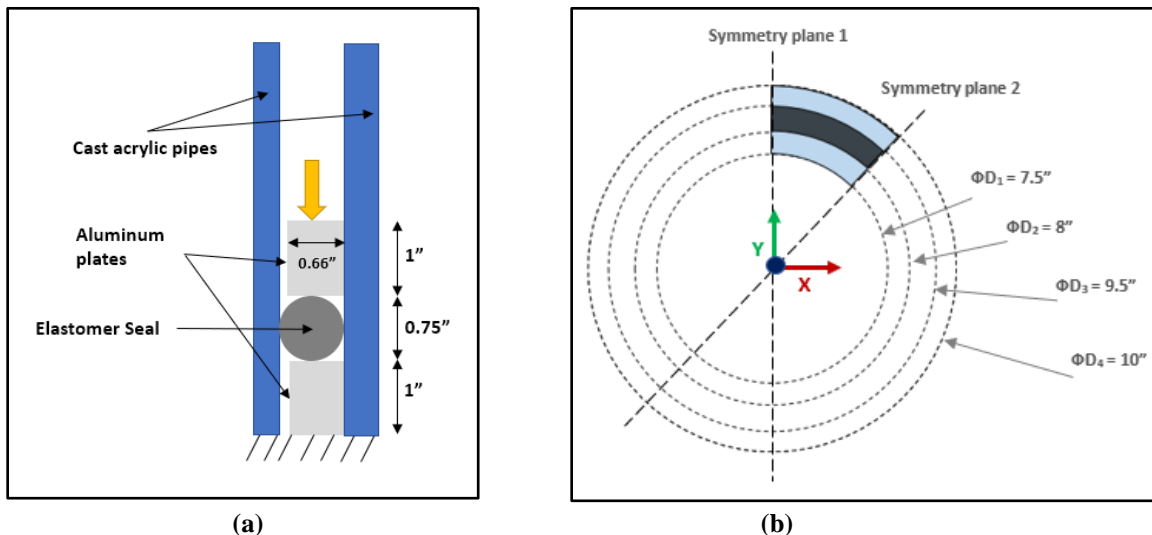 Cast acrylic pipes
Aluminum
plates
Elastomer Seal
0.66”
1”
0.75”
1”
(a)
Symmetry plane 1
Symmetry plane 2
ΦD₁ = 7.5”
ΦD₂ = 8”
ΦD₃ = 9.5”
ΦD₄ = 10”
Y
X
(b)